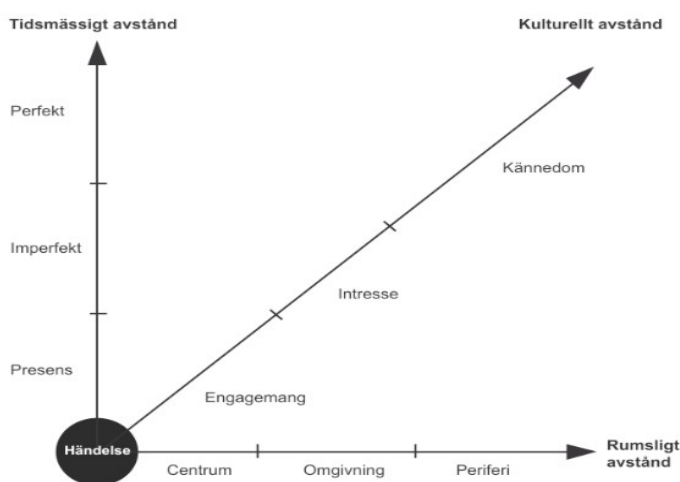 Tidsmässigt avstånd
Kulturellt avstånd
Perfekt
Kännedom
Imperfekt
Intresse
Presens
Engagemang
Händelse
Rumsligt
avstånd
Centrum
Omgivning
Periferi